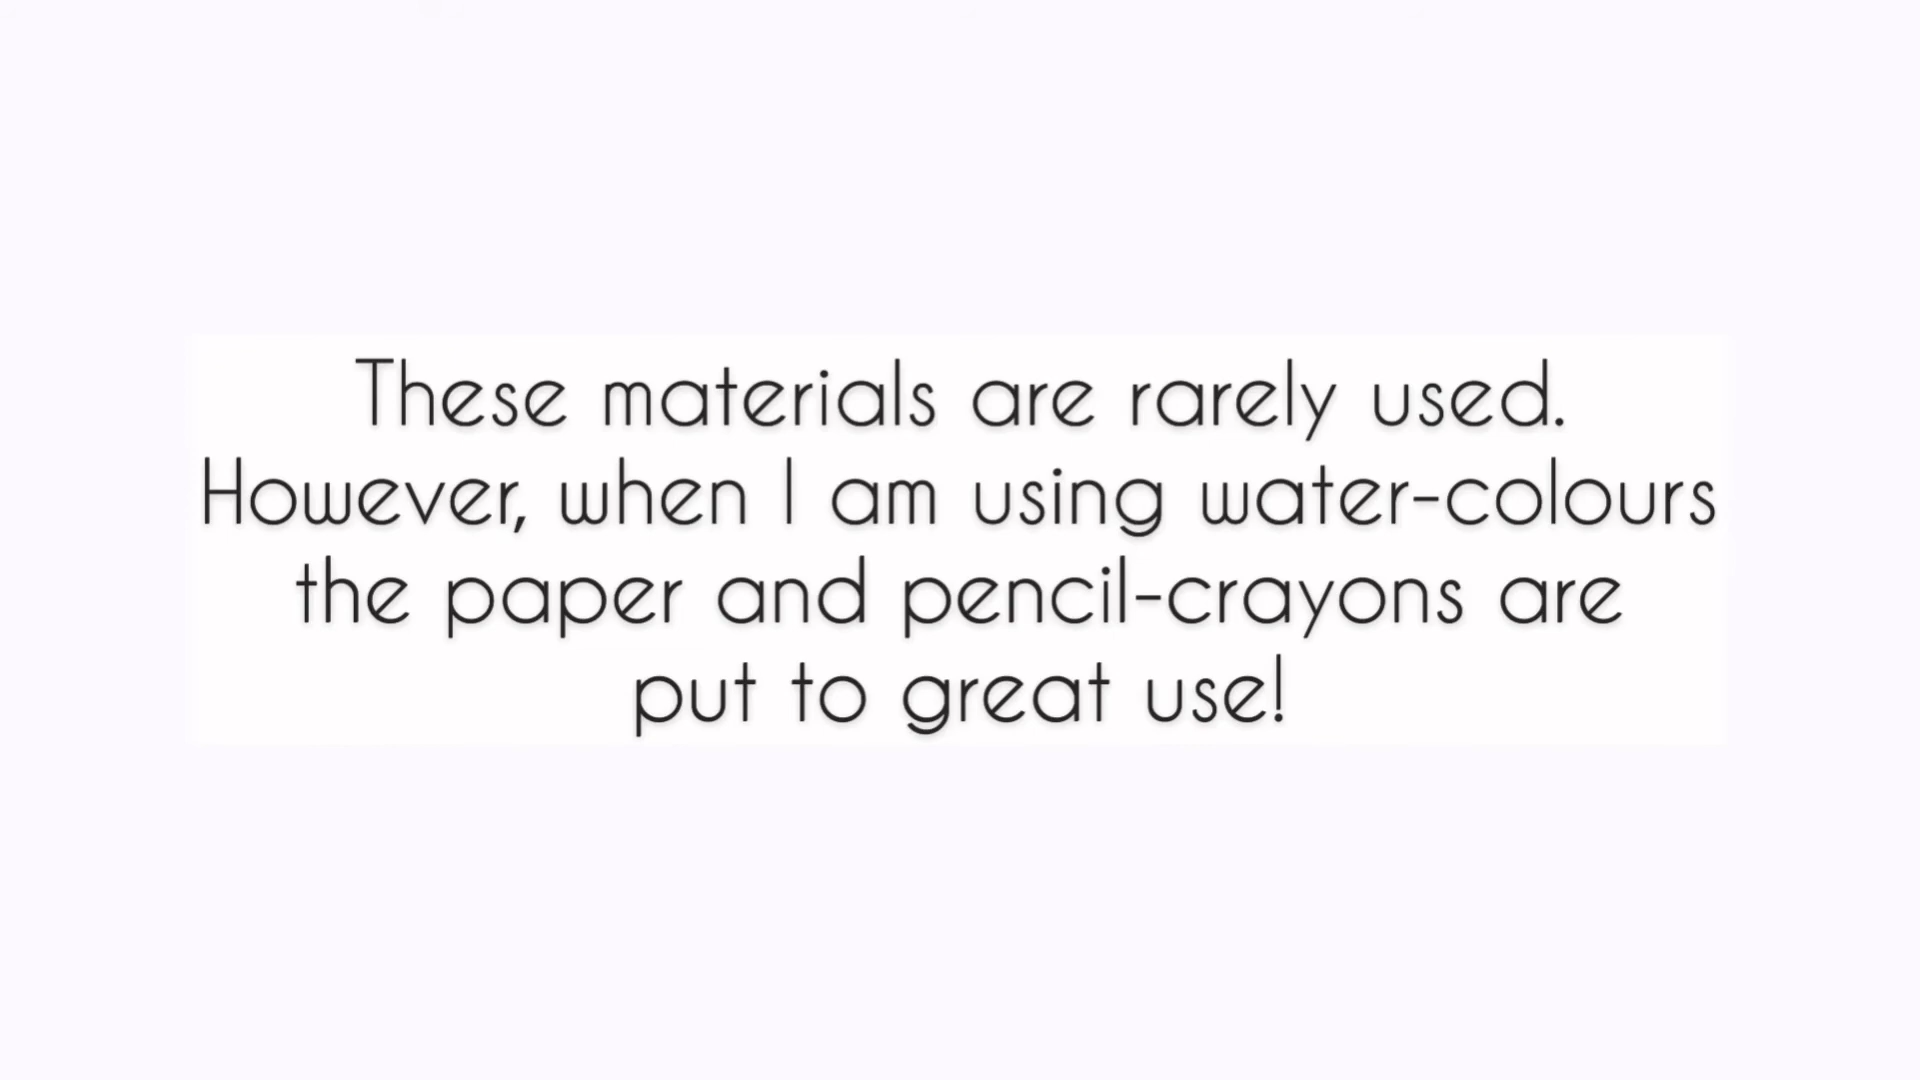 These materials are rarely used.
However, when I am using water-colours
the paper and pencil-crayons are
put to great use!